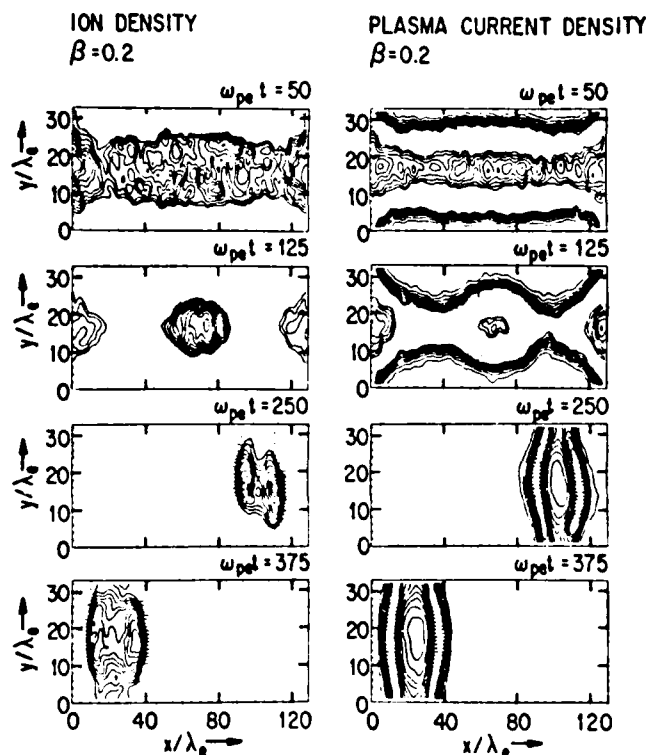 ION DENSITY
β=0.2
PLASMA CURRENT DENSITY
β=0.2
ωpet = 50
ωpet = 50
y/λe
30
20
10
0
30
20
10
0
ωpet = 125
ωpet = 125
y/λe
30
20
10
0
30
20
10
0
ωpet = 250
ωpet = 250
y/λe
30
20
10
0
30
20
10
0
ωpet = 375
ωpet = 375
y/λe
30
20
10
0
30
20
10
0
0 40 80 120
0 40 80 120
x/λe
x/λe